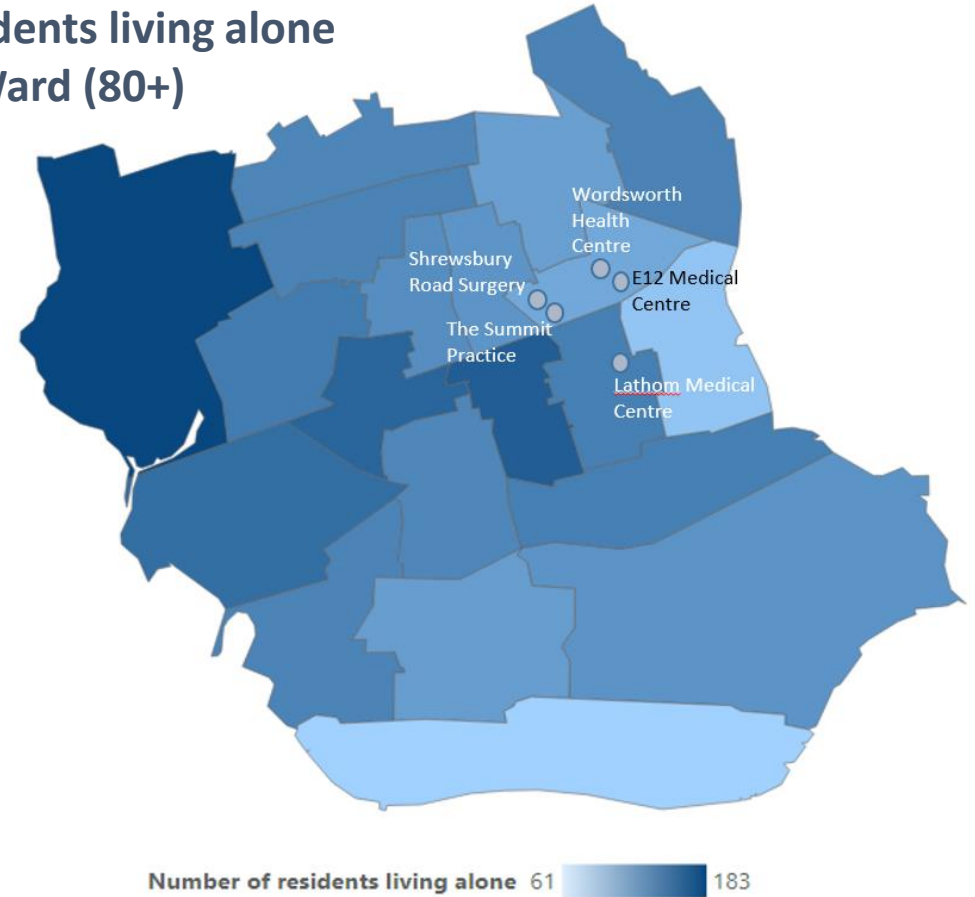 dents living alone
Ward (80+)
Wordsworth
Health
Centre
Shrewsbury
Road Surgery
E12 Medical
Centre
The Summit
Practice
Lathom Medical
Centre
Number of residents living alone 61 183